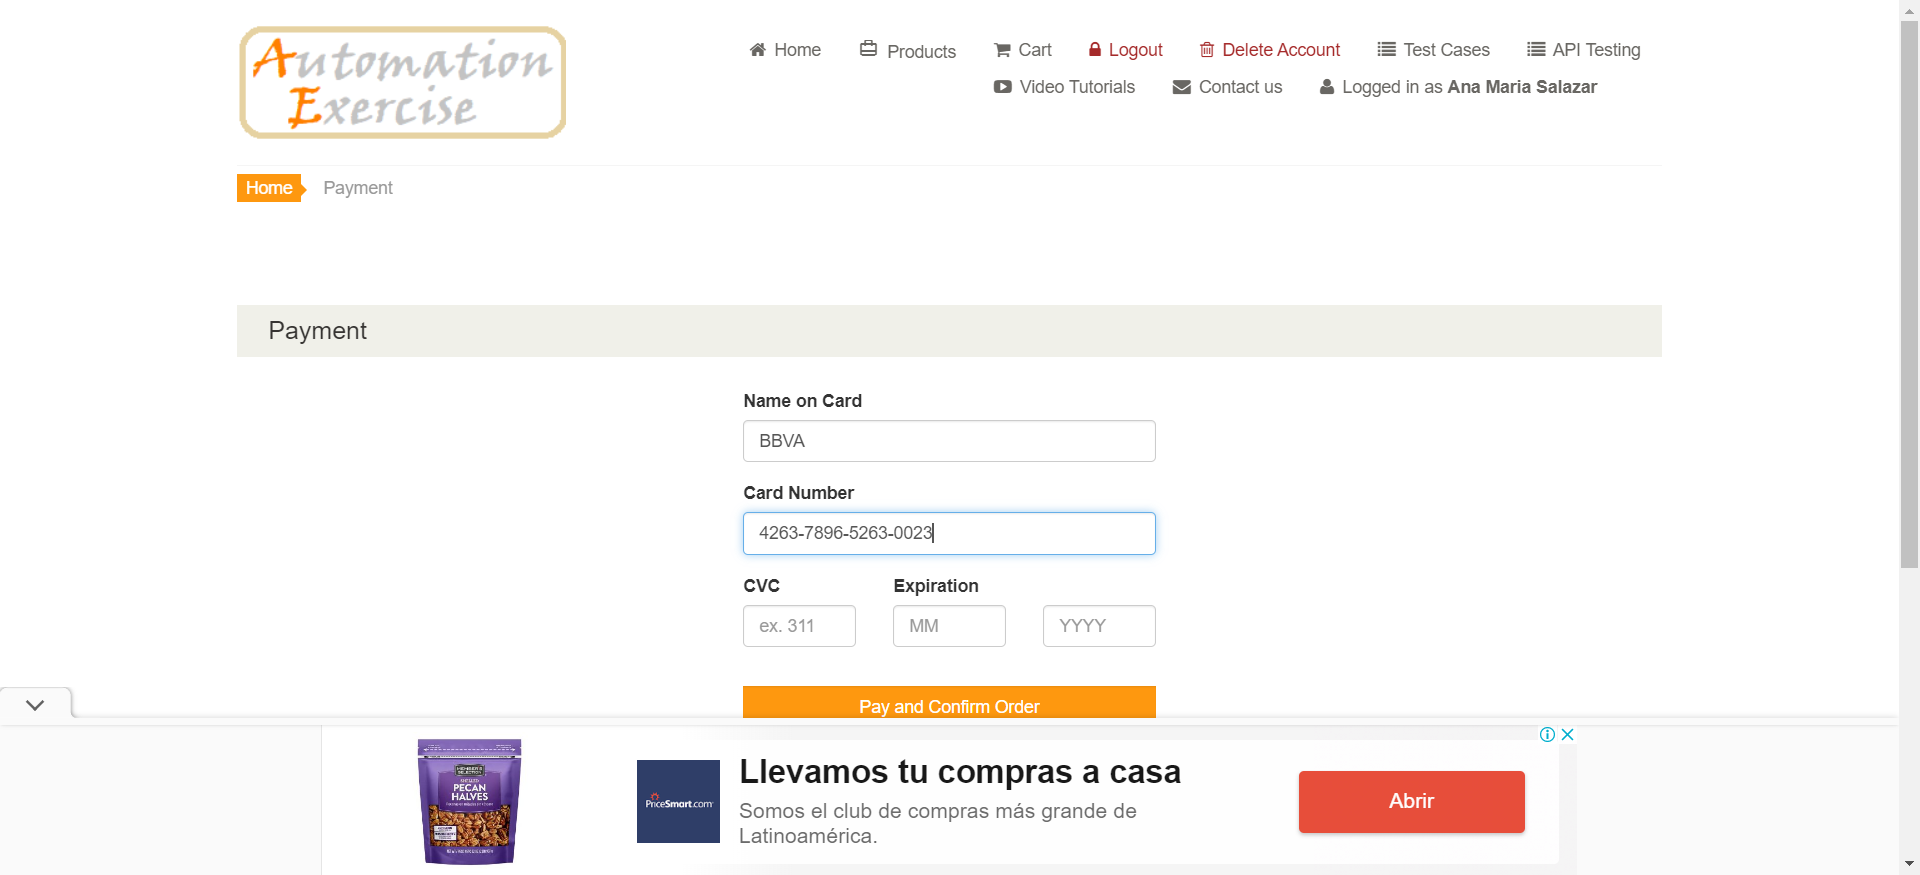 Automation
Exercise
Home
Products
Cart
Logout
Delete Account
Test Cases
API Testing
Video Tutorials
Contact us
Logged in as Ana Maria Salazar
Home
Payment
Payment
Name on Card
BBVA
Card Number
4263-7896-5263-0023
CVC
Expiration
ex. 311
MM
YYYY
Pay and Confirm Order
MEMBER'S
SELECTION
PECAN
HALVES
PriceSmart.com
Llevamos tu compras a casa
Somos el club de compras más grande de
Latinoamérica.
Abrir